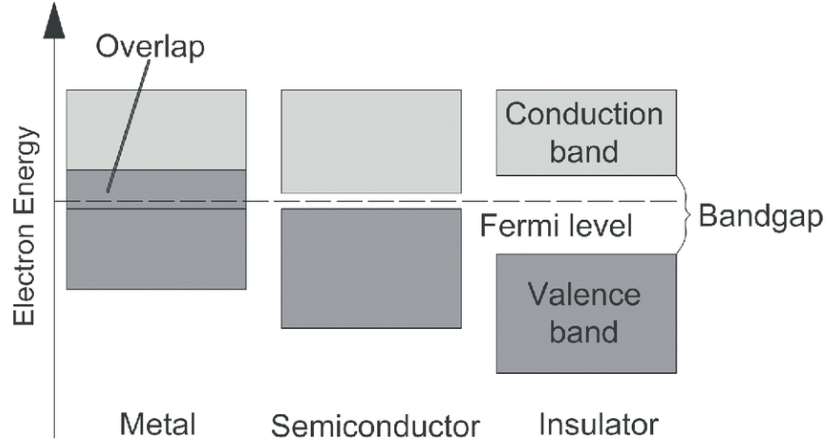 Overlap
Electron Energy
Conduction
band
Fermi level
Bandgap
Valence
band
Metal
Semiconductor
Insulator